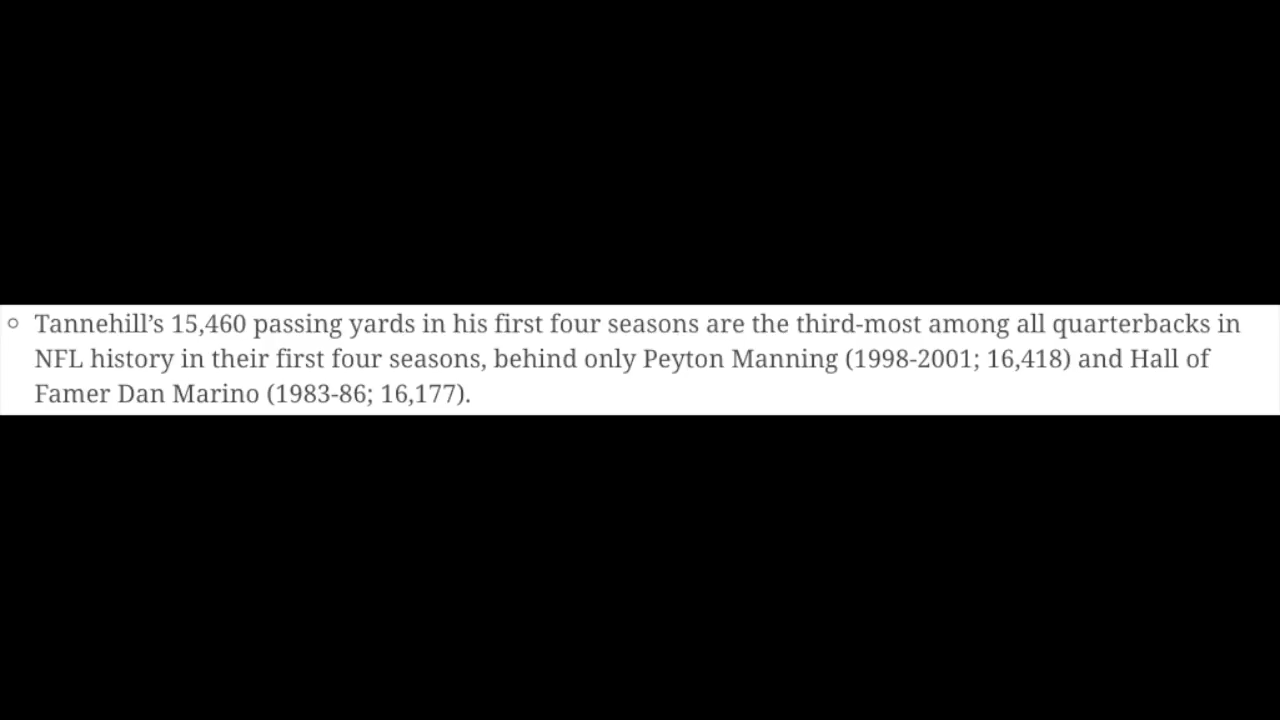 Tannehill’s 15,460 passing yards in his first four seasons are the third-most among all quarterbacks in
NFL history in their first four seasons, behind only Peyton Manning (1998-2001; 16,418) and Hall of
Famer Dan Marino (1983-86; 16,177).